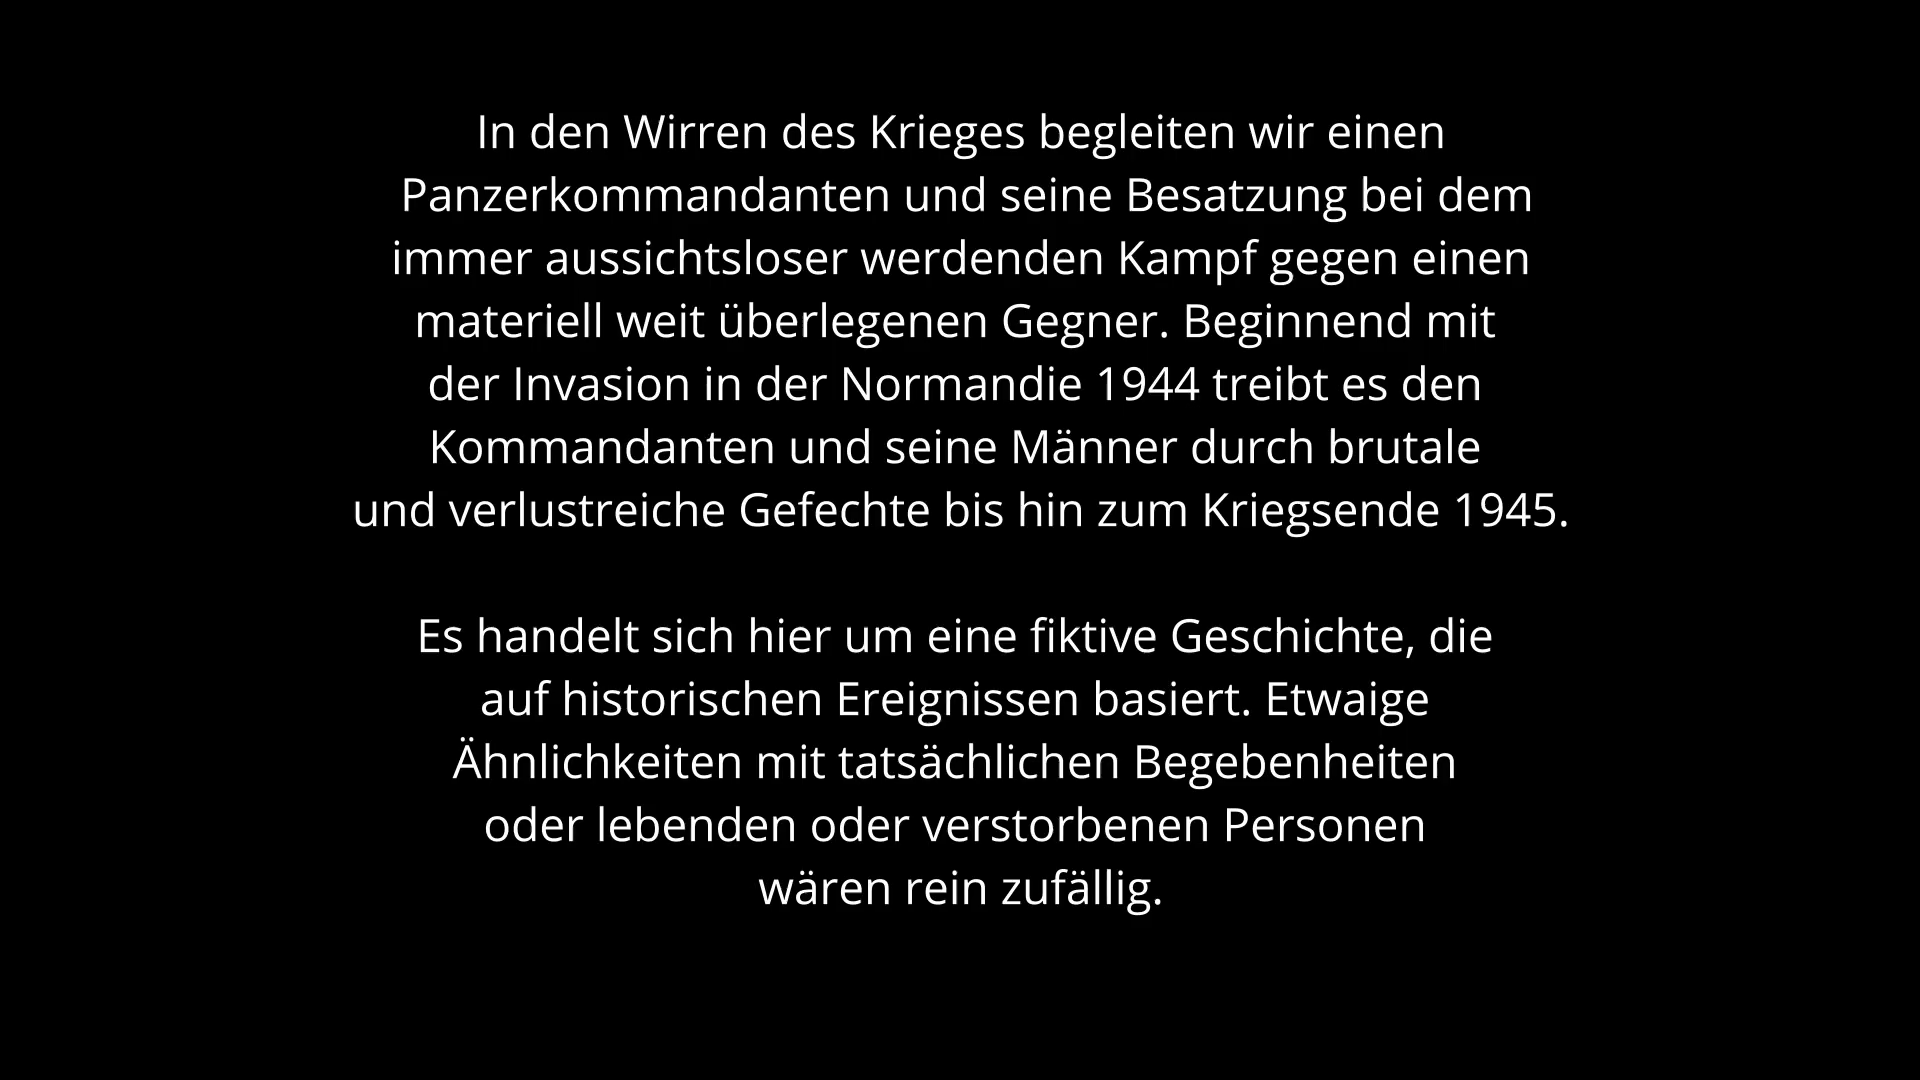 In den Wirren des Krieges begleiten wir einen
Panzerkommandanten und seine Besatzung bei dem
immer aussichtsloser werdenden Kampf gegen einen
materiell weit überlegenen Gegner. Beginnend mit
der Invasion in der Normandie 1944 treibt es den
Kommandanten und seine Männer durch brutale
und verlustreiche Gefechte bis hin zum Kriegsende 1945.
Es handelt sich hier um eine fiktive Geschichte, die
auf historischen Ereignissen basiert. Etwaige
Ähnlichkeiten mit tatsächlichen Begebenheiten
oder lebenden oder verstorbenen Personen
wären rein zufällig.